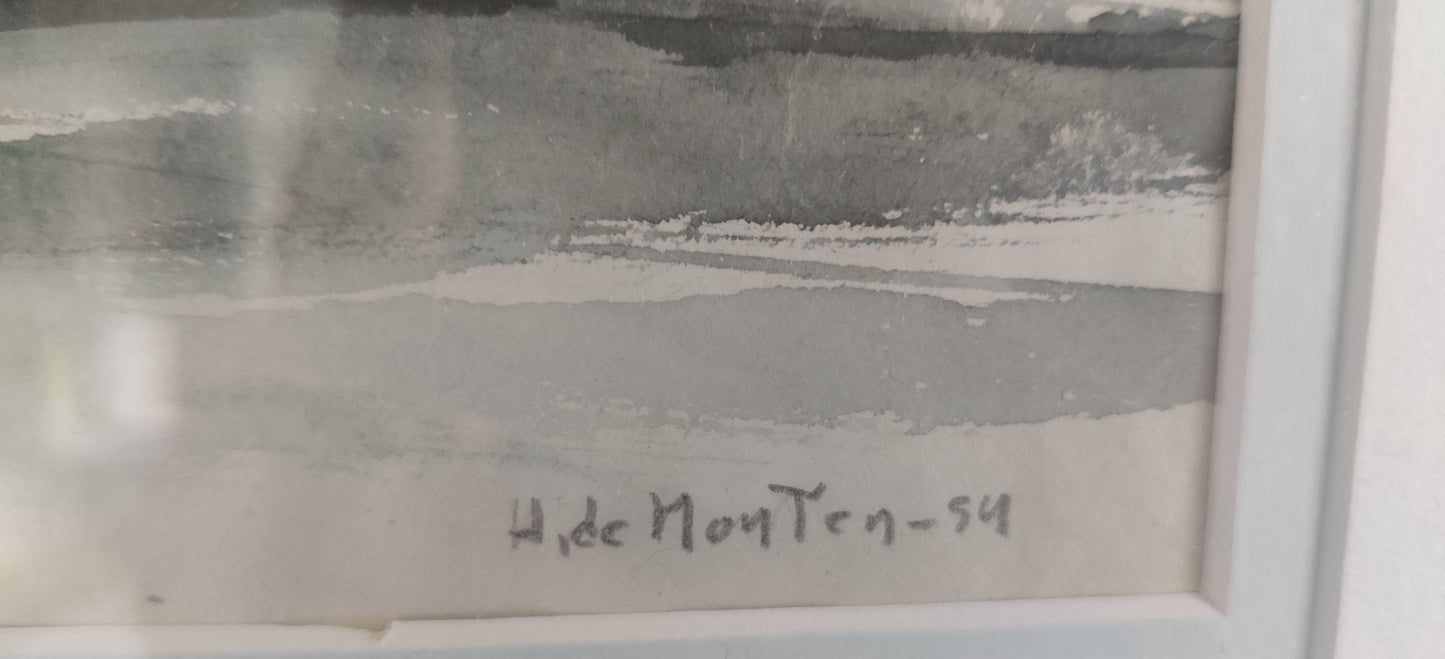 H. de MonTen - 54